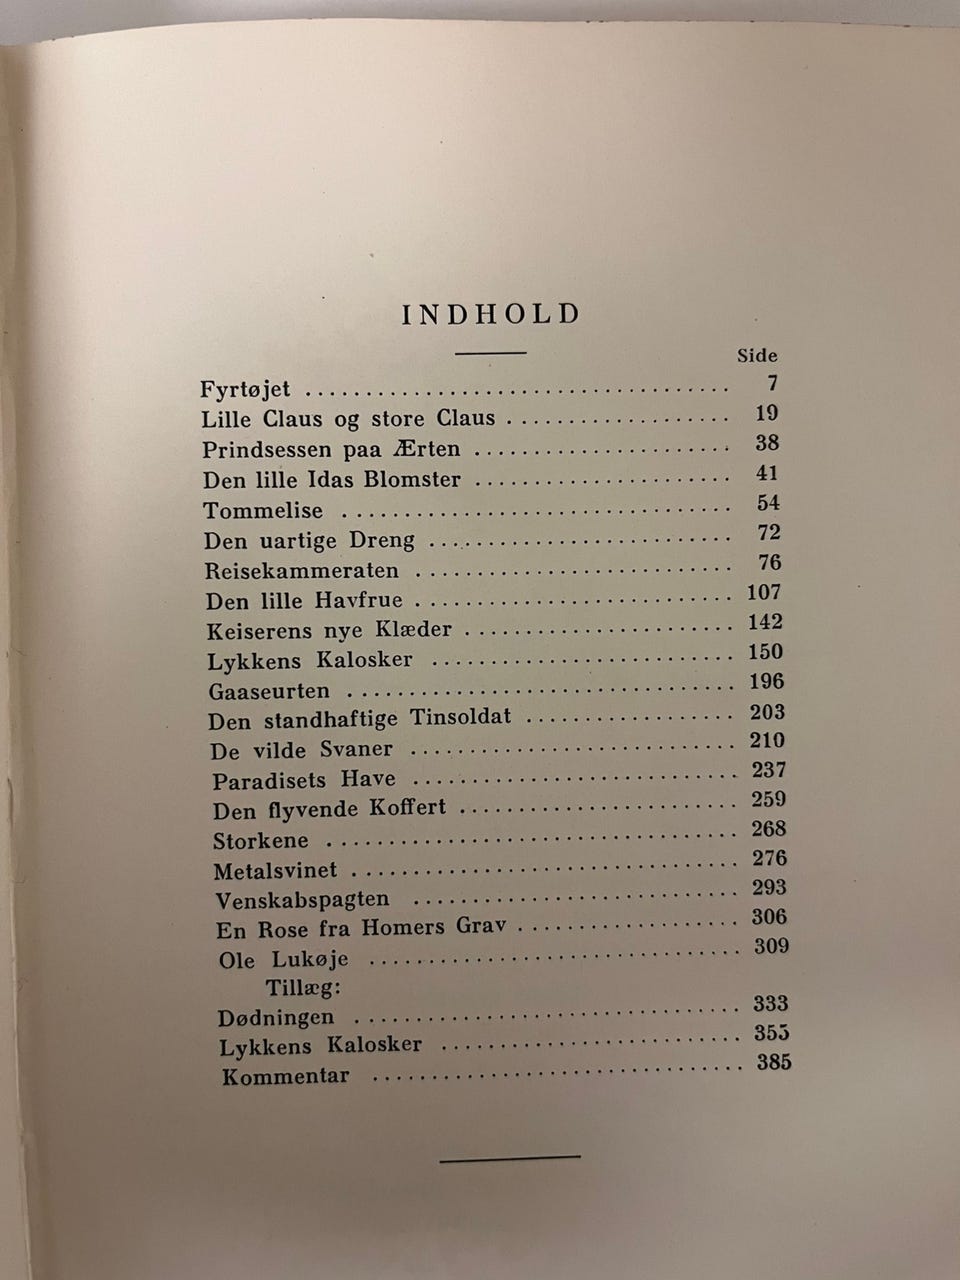 INDHOLD
Side
Fyrtøjet ........................................ 7
Lille Claus og store Claus ................... 19
Prindsessen paa Ærten ...................... 38
Den lille Idas Blomster ...................... 41
Tommelise ................................. 54
Den uartige Dreng .......................... 72
Reisekammeraten ........................... 76
Den lille Havfrue ........................... 107
Keiserens nye Klæder ....................... 142
Lykkens Kalosker .......................... 150
Gaaseurten ................................. 196
Den standhaftige Tinsoldat .................. 203
De vilde Svaner ............................ 210
Paradisets Have ............................ 237
Den flyvende Koffert ........................ 259
Storkene ................................... 268
Metalsvinet ................................. 276
Venskabspagten ............................ 293
En Rose fra Homers Grav ................... 306
Ole Lukøje ................................ 309
Tillæg:
Dødningen ................................. 333
Lykkens Kalosker .......................... 355
Kommentar ................................ 385